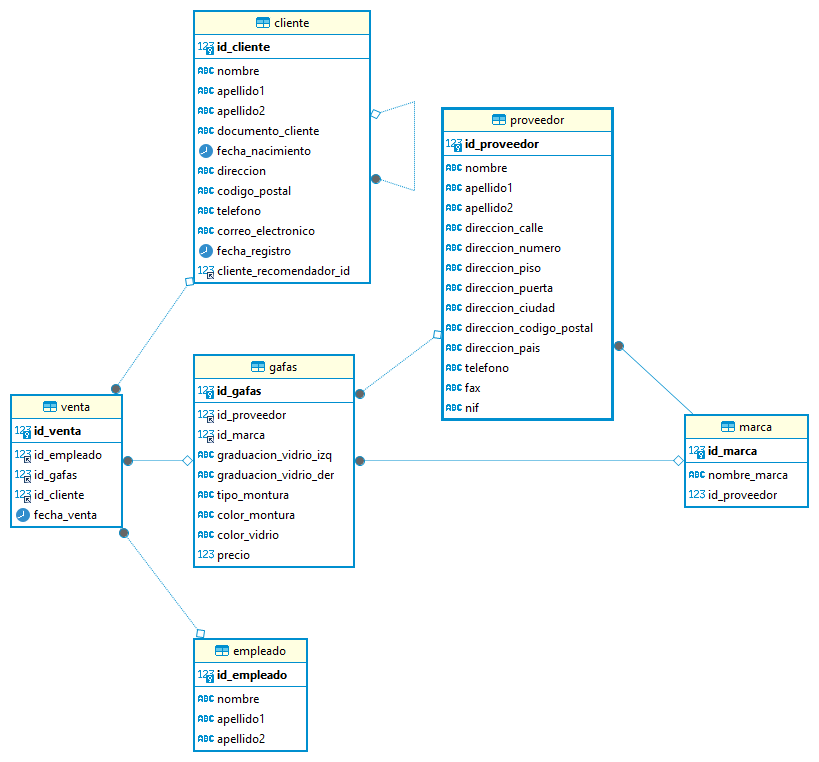 cliente
123 id_cliente
ABC nombre
ABC apellido1
ABC apellido2
ABC documento_cliente
fecha_nacimiento
ABC direccion
ABC codigo_postal
ABC telefono
ABC correo_electronico
fecha_registro
123 cliente_recomendador_id
proveedor
123 id_proveedor
ABC nombre
ABC apellido1
ABC apellido2
ABC direccion_calle
ABC direccion_numero
ABC direccion_piso
ABC direccion_puerta
ABC direccion_ciudad
ABC direccion_codigo_postal
ABC direccion_pais
ABC telefono
ABC fax
ABC nif
gafas
123 id_gafas
123 id_proveedor
123 id_marca
ABC graduacion_vidrio_izq
ABC graduacion_vidrio_der
ABC tipo_montura
ABC color_montura
ABC color_vidrio
123 precio
venta
123 id_venta
123 id_empleado
123 id_gafas
123 id_cliente
fecha_venta
marca
123 id_marca
ABC nombre_marca
123 id_proveedor
empleado
123 id_empleado
ABC nombre
ABC apellido1
ABC apellido2